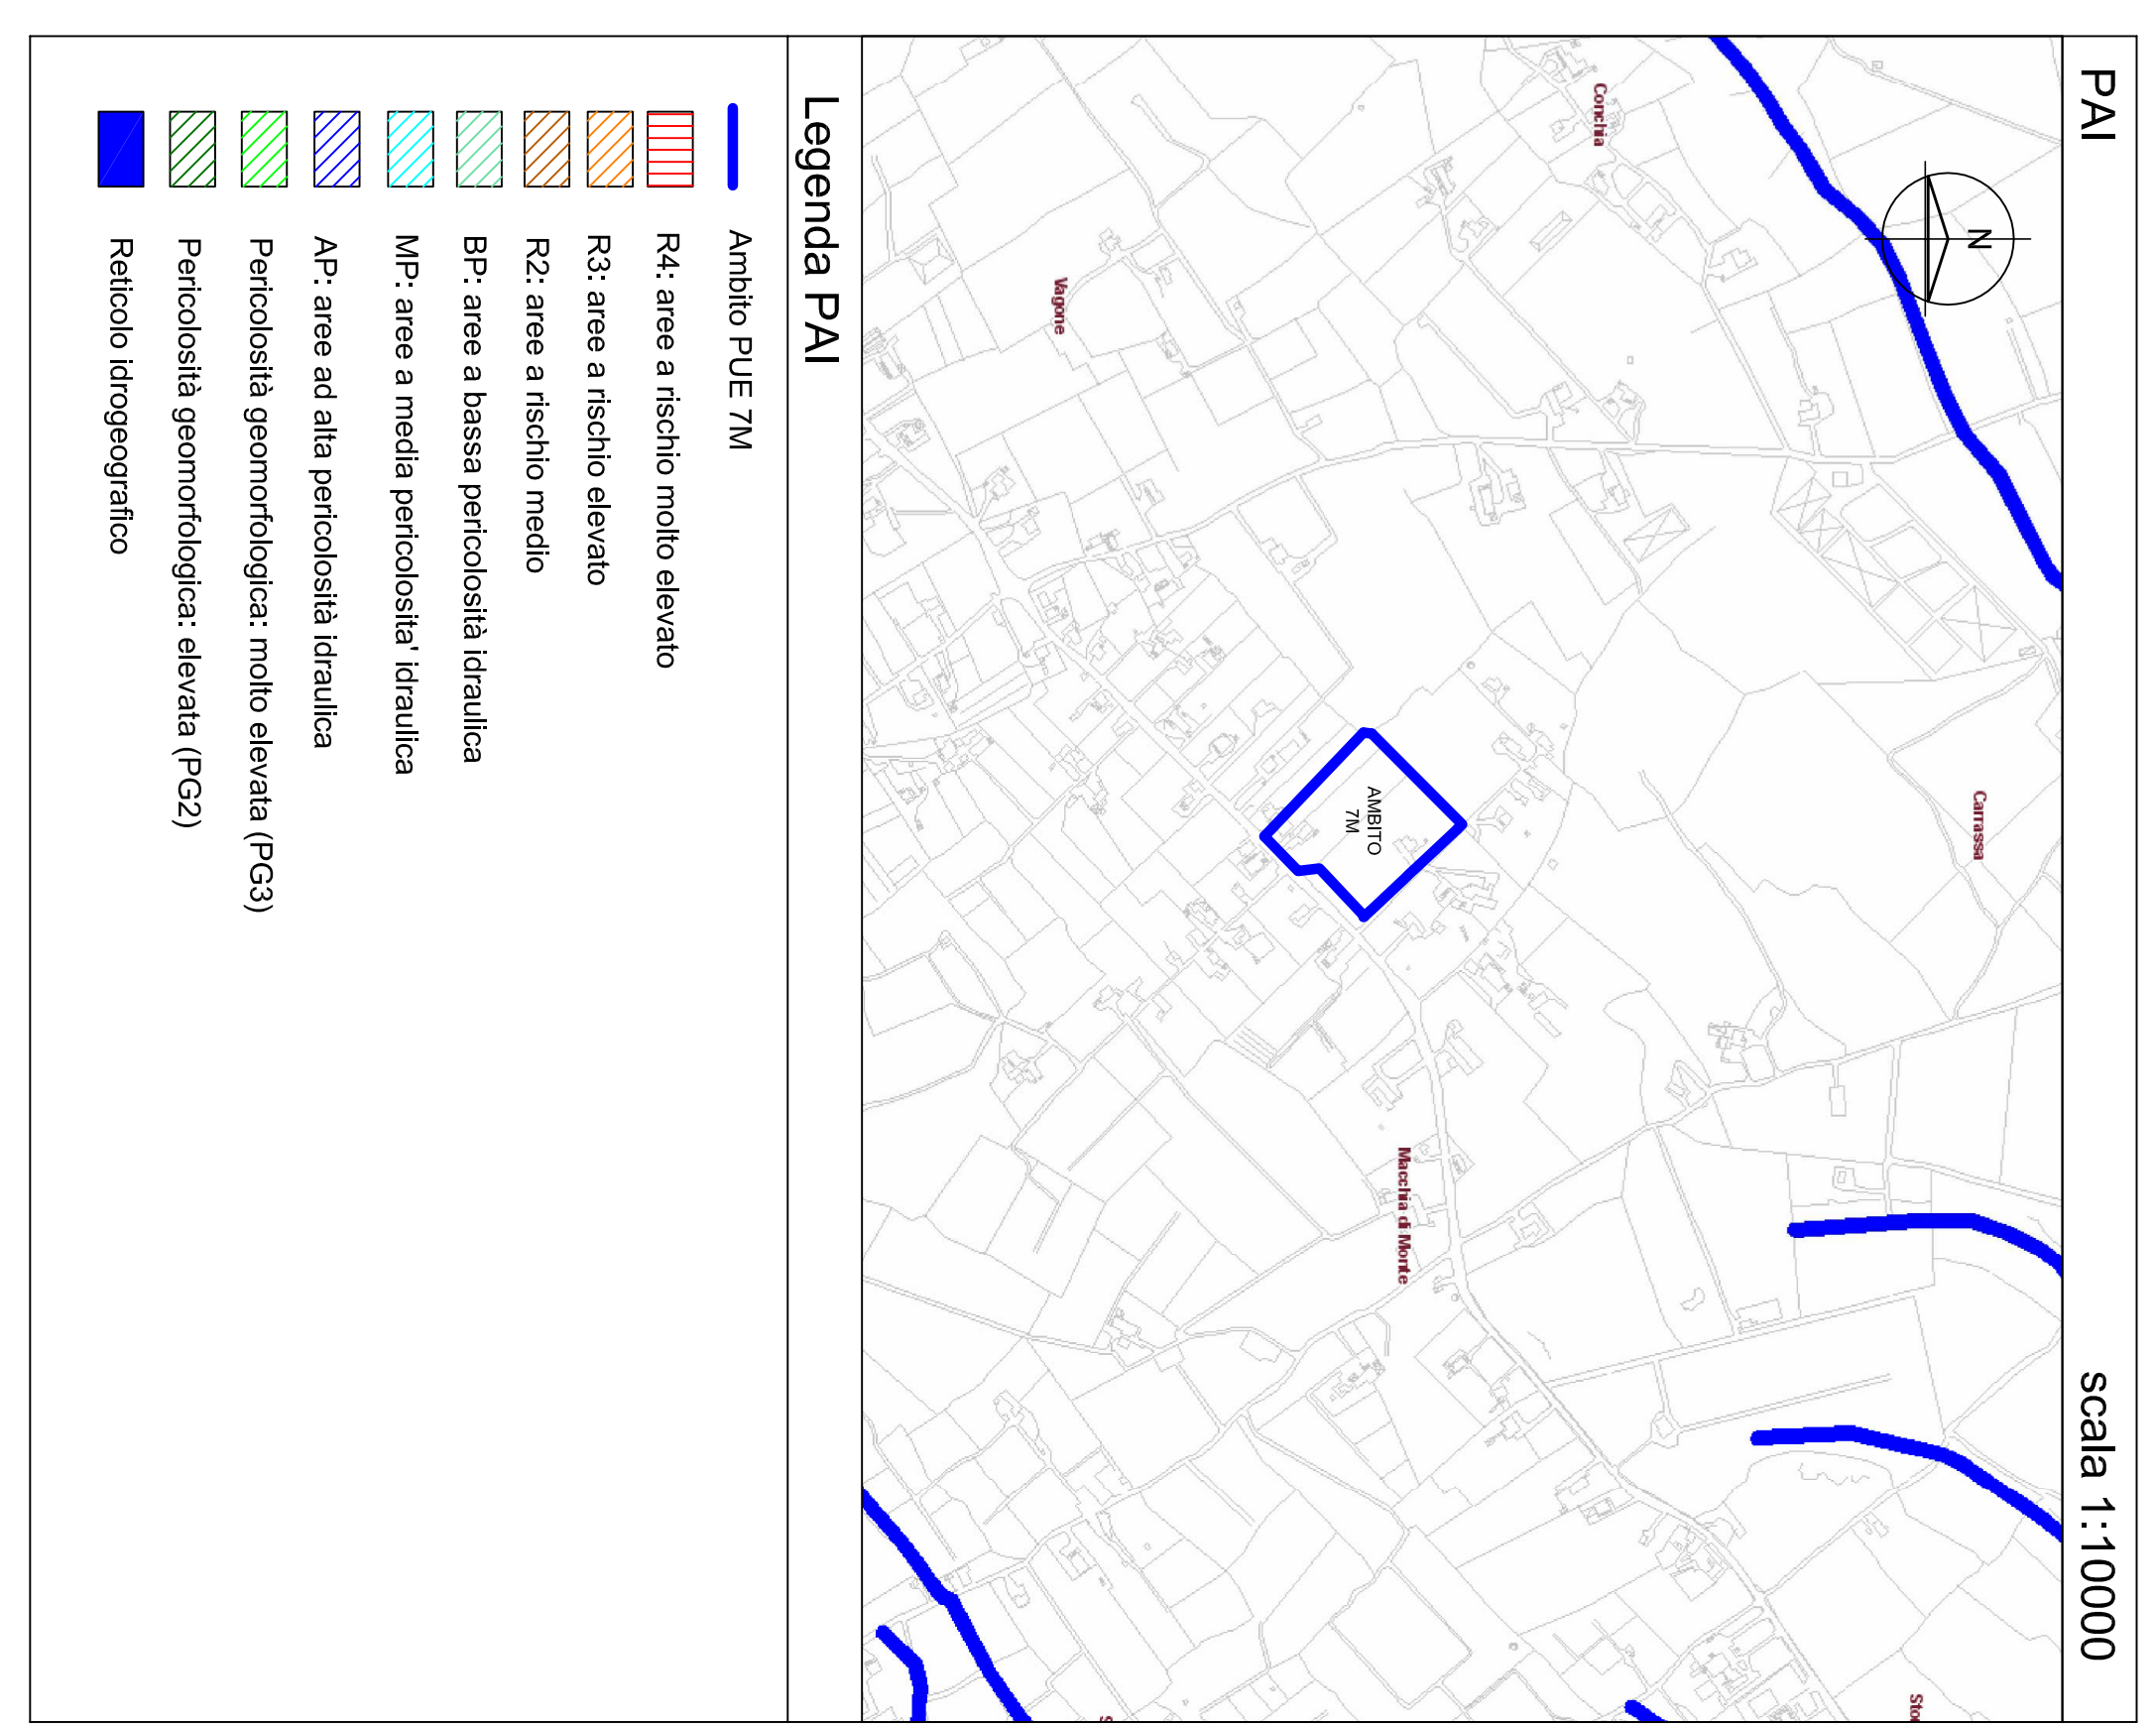 PAI
scala 1:10000
N
Conchia
Carrassa
Vagone
AMBITO
7M
Macchia di Monte
Legenda PAI
Ambito PUE 7M
R4: aree a rischio molto elevato
R3: aree a rischio elevato
R2: aree a rischio medio
BP: aree a bassa pericolosità idraulica
MP: aree a media pericolosita' idraulica
AP: aree ad alta pericolosità idraulica
Pericolosità geomorfologica: molto elevata (PG3)
Pericolosità geomorfologica: elevata (PG2)
Reticolo idrogeografico